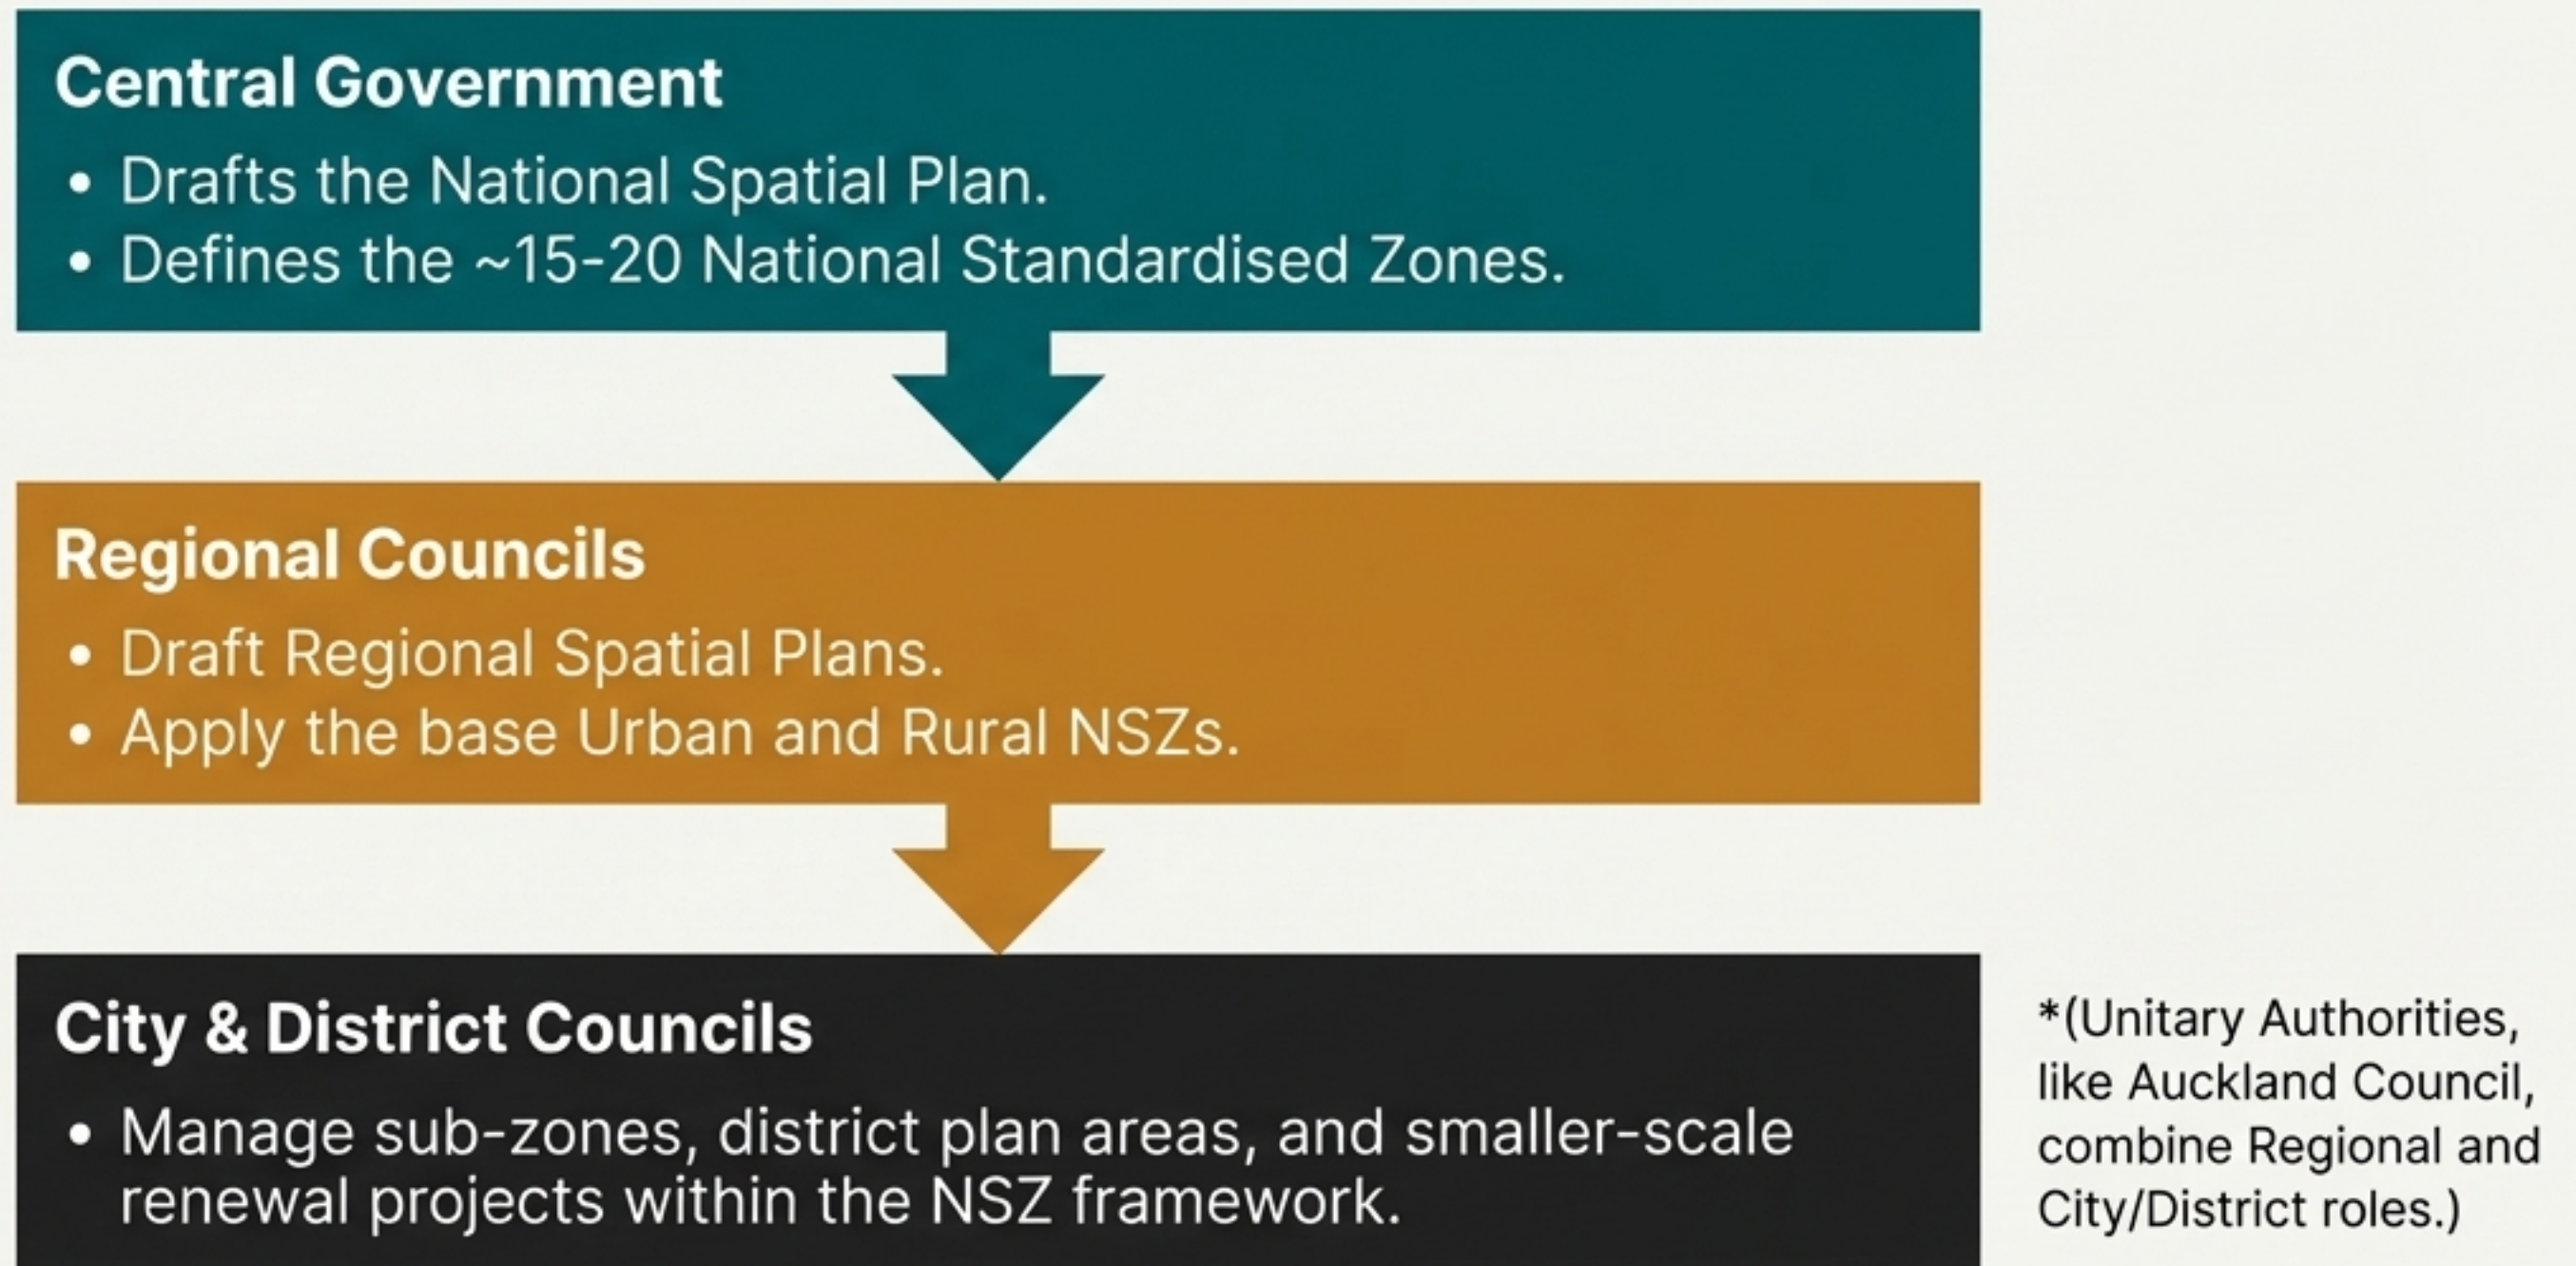 Central Government
• Drafts the National Spatial Plan.
• Defines the ~15-20 National Standardised Zones.
Regional Councils
• Draft Regional Spatial Plans.
• Apply the base Urban and Rural NSZs.
City & District Councils
• Manage sub-zones, district plan areas, and smaller-scale
renewal projects within the NSZ framework.
*(Unitary Authorities,
like Auckland Council,
combine Regional and
City/District roles.)